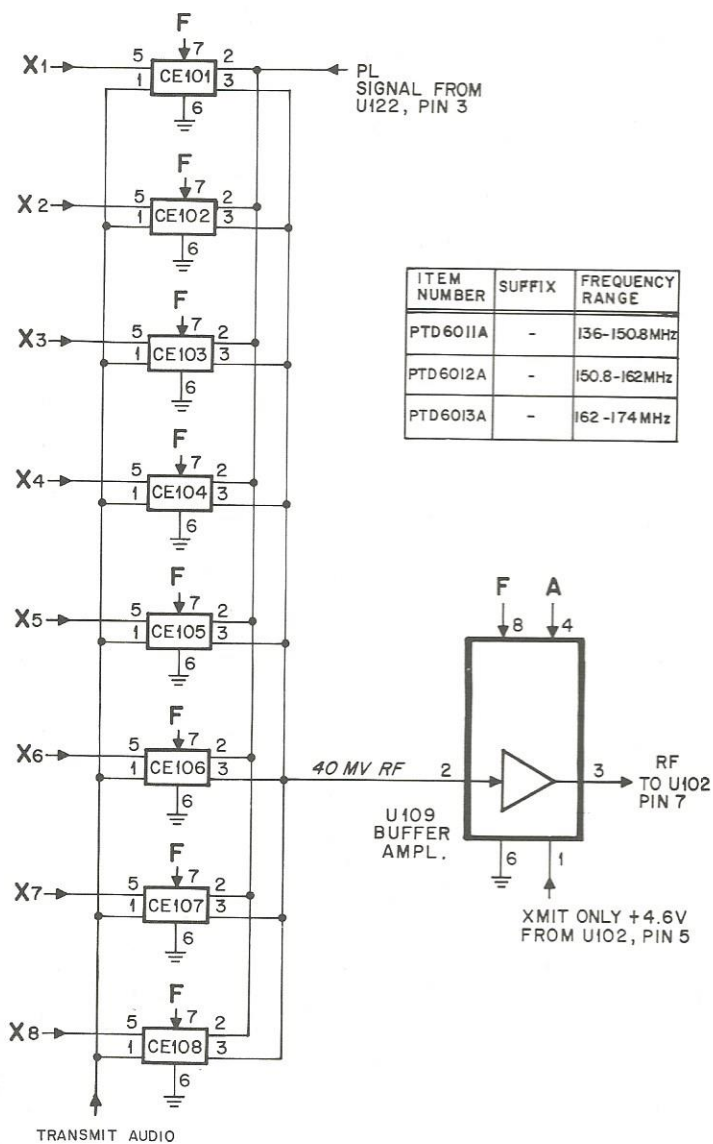 F
X1 5 7 2 PL
1 CE101 3 SIGNAL FROM
6 U122, PIN 3
F
X2 5 7 2
1 CE102 3
6
ITEM NUMBER SUFFIX FREQUENCY RANGE
PTD6011A - 136-150.8MHz
PTD6012A - 150.8-162MHz
PTD6013A - 162-174MHz
F
X3 5 7 2
1 CE103 3
6
F
X4 5 7 2
1 CE104 3
6
F
X5 5 7 2
1 CE105 3
6
F
X6 5 7 2
1 CE106 3
6
40 MV RF
F A
8 4
2 3
RF
TO U102
PIN 7
U109
BUFFER
AMPL.
6 1
XMIT ONLY +4.6V
FROM U102, PIN 5
F
X7 5 7 2
1 CE107 3
6
F
X8 5 7 2
1 CE108 3
6
TRANSMIT AUDIO